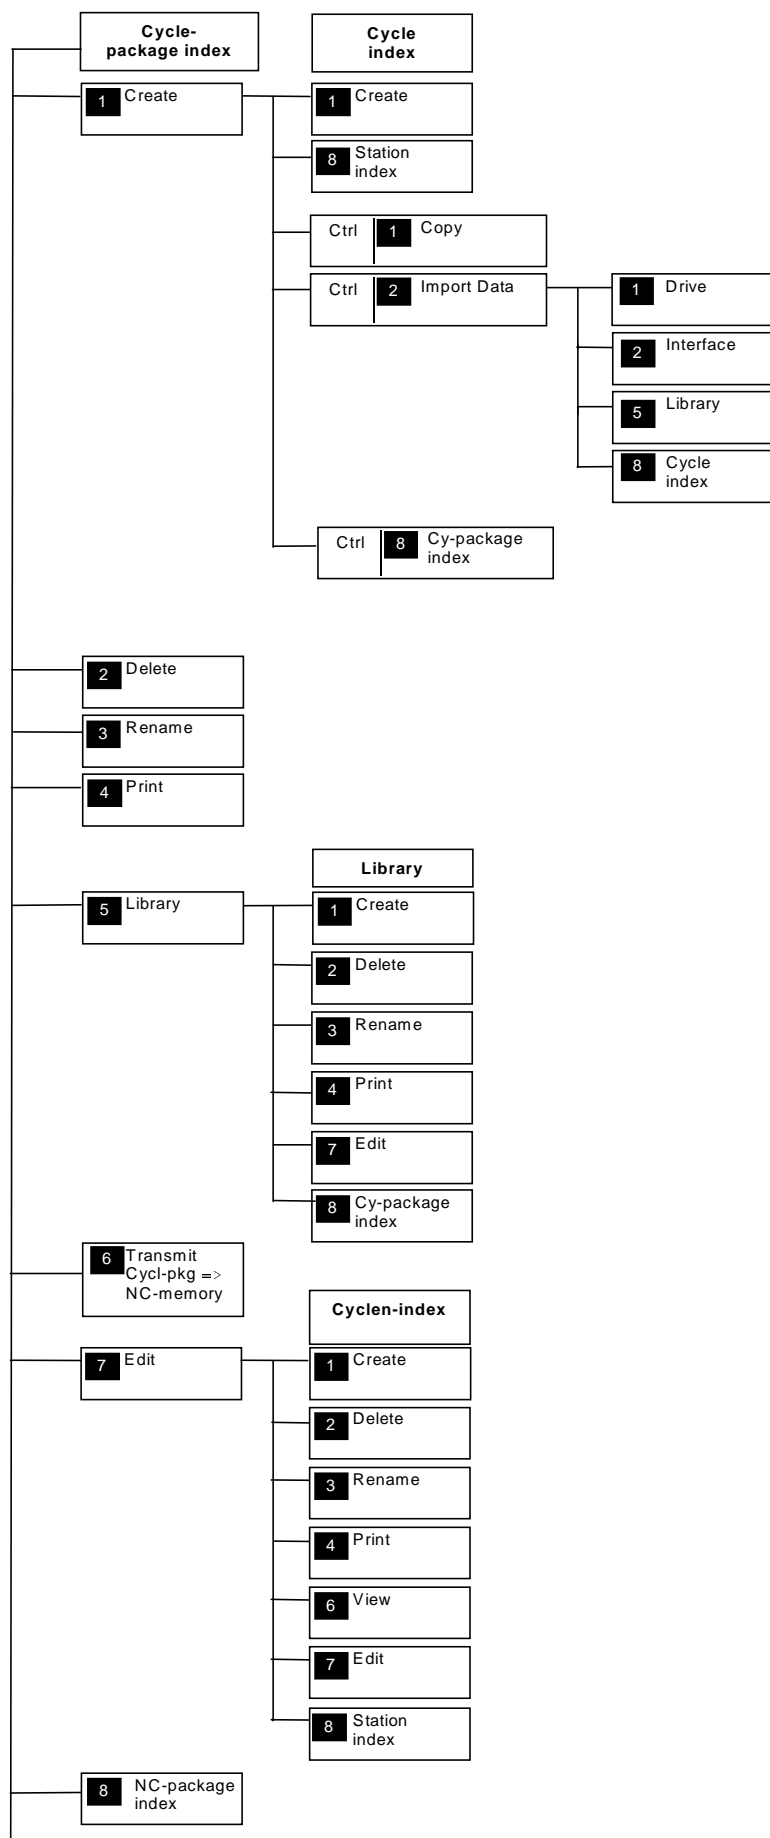 Cycle-
package index
Cycle
index
1 Create
1 Create
8 Station
index
Ctrl 1 Copy
Ctrl 2 Import Data
1 Drive
2 Interface
5 Library
8 Cycle
index
Ctrl 8 Cy-package
index
2 Delete
3 Rename
4 Print
Library
5 Library
1 Create
2 Delete
3 Rename
4 Print
7 Edit
8 Cy-package
index
6 Transmit
Cycl-pkg =>
NC-memory
Cyclen-index
7 Edit
1 Create
2 Delete
3 Rename
4 Print
6 View
7 Edit
8 Station
index
8 NC-package
index